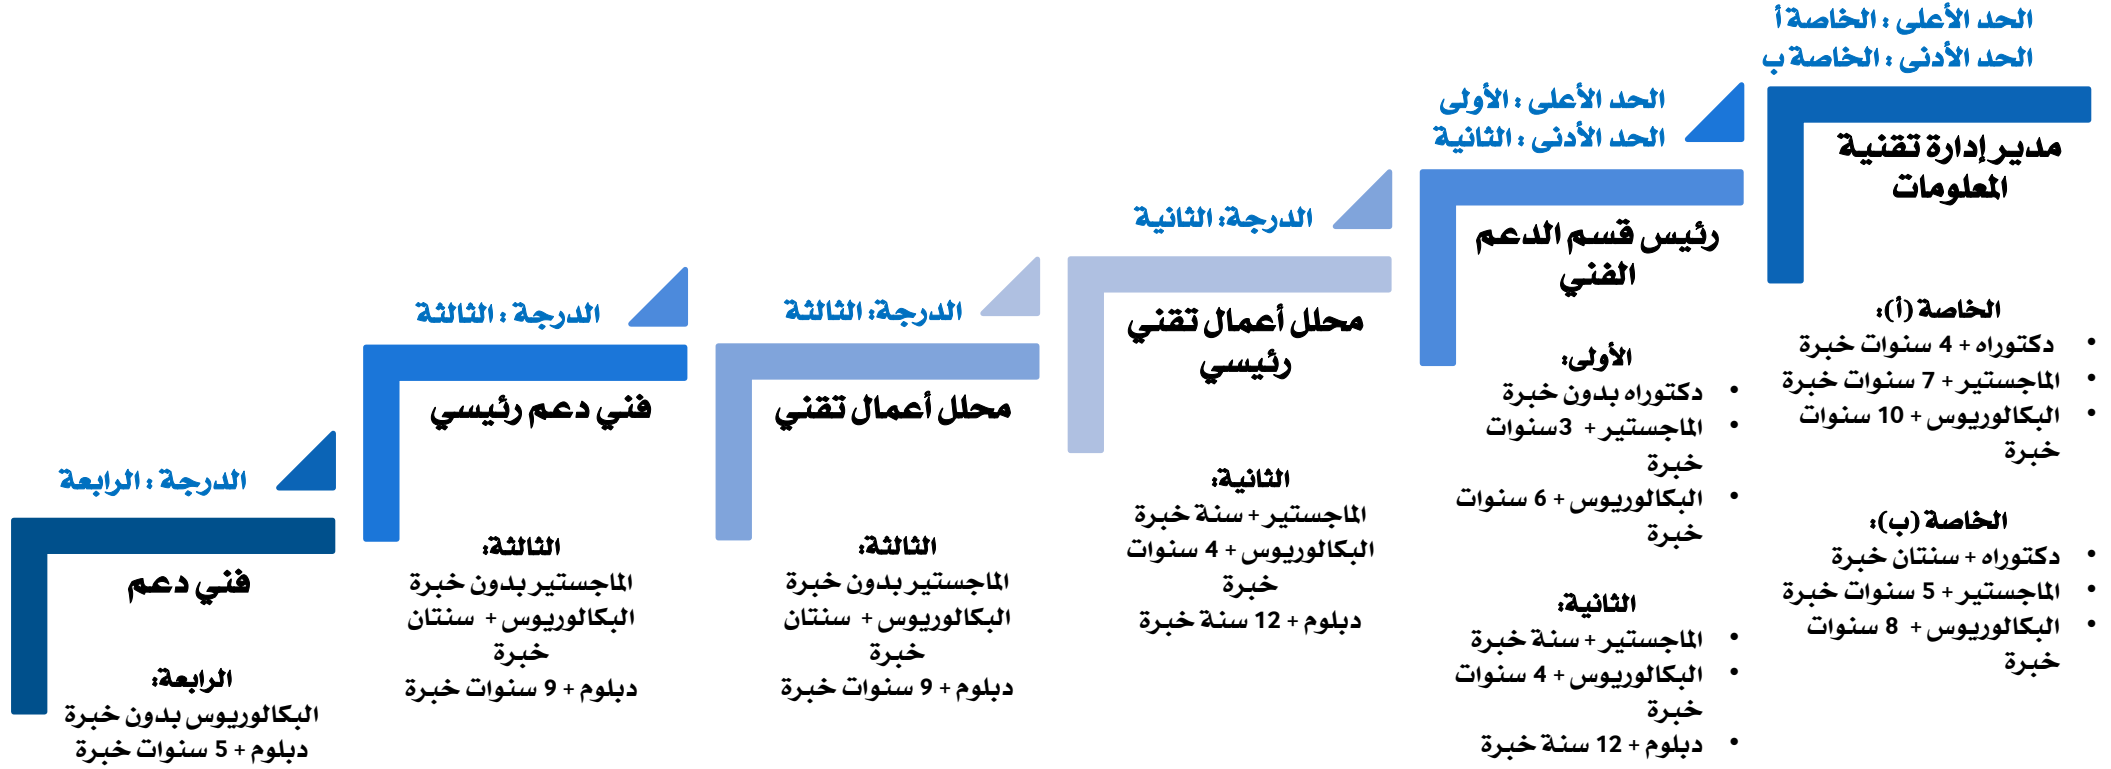 الحد الأعلى : الخاصة أ
الحد الأدنى : الخاصة ب
مدير إدارة تقنية
المعلومات
الخاصة (أ):
• دكتوراه + 4 سنوات خبرة
• الماجستير + 7 سنوات خبرة
• البكالوريوس + 10 سنوات
خبرة
الخاصة (ب):
• دكتوراه + سنتان خبرة
• الماجستير + 5 سنوات خبرة
• البكالوريوس + 8 سنوات
خبرة
الحد الأعلى : الأولى
الحد الأدنى : الثانية
رئيس قسم الدعم
الفني
الأولى:
• دكتوراه بدون خبرة
• الماجستير + 3سنوات
خبرة
• البكالوريوس + 6 سنوات
خبرة
الثانية:
• الماجستير + سنة خبرة
• البكالوريوس + 4 سنوات
خبرة
• دبلوم + 12 سنة خبرة
الدرجة: الثانية
محلل أعمال تقني
رئيسي
الثانية:
الماجستير + سنة خبرة
البكالوريوس + 4 سنوات
خبرة
دبلوم + 12 سنة خبرة
الدرجة: الثالثة
محلل أعمال تقني
الثالثة:
الماجستير بدون خبرة
البكالوريوس + سنتان
خبرة
دبلوم + 9 سنوات خبرة
الدرجة : الثالثة
فني دعم رئيسي
الثالثة:
الماجستير بدون خبرة
البكالوريوس + سنتان
خبرة
دبلوم + 9 سنوات خبرة
الدرجة : الرابعة
فني دعم
الرابعة:
البكالوريوس بدون خبرة
دبلوم + 5 سنوات خبرة